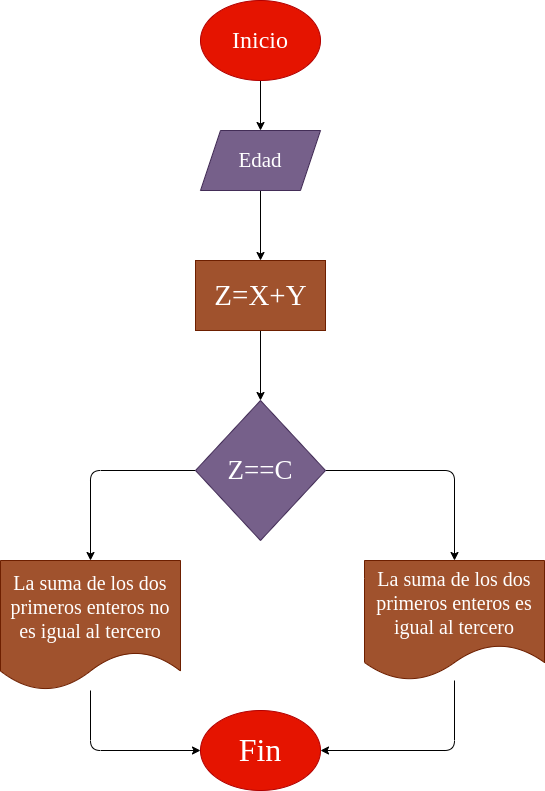 Inicio
Edad
Z=X+Y
Z==C
La suma de los dos
primeros enteros no
es igual al tercero
La suma de los dos
primeros enteros es
igual al tercero
Fin